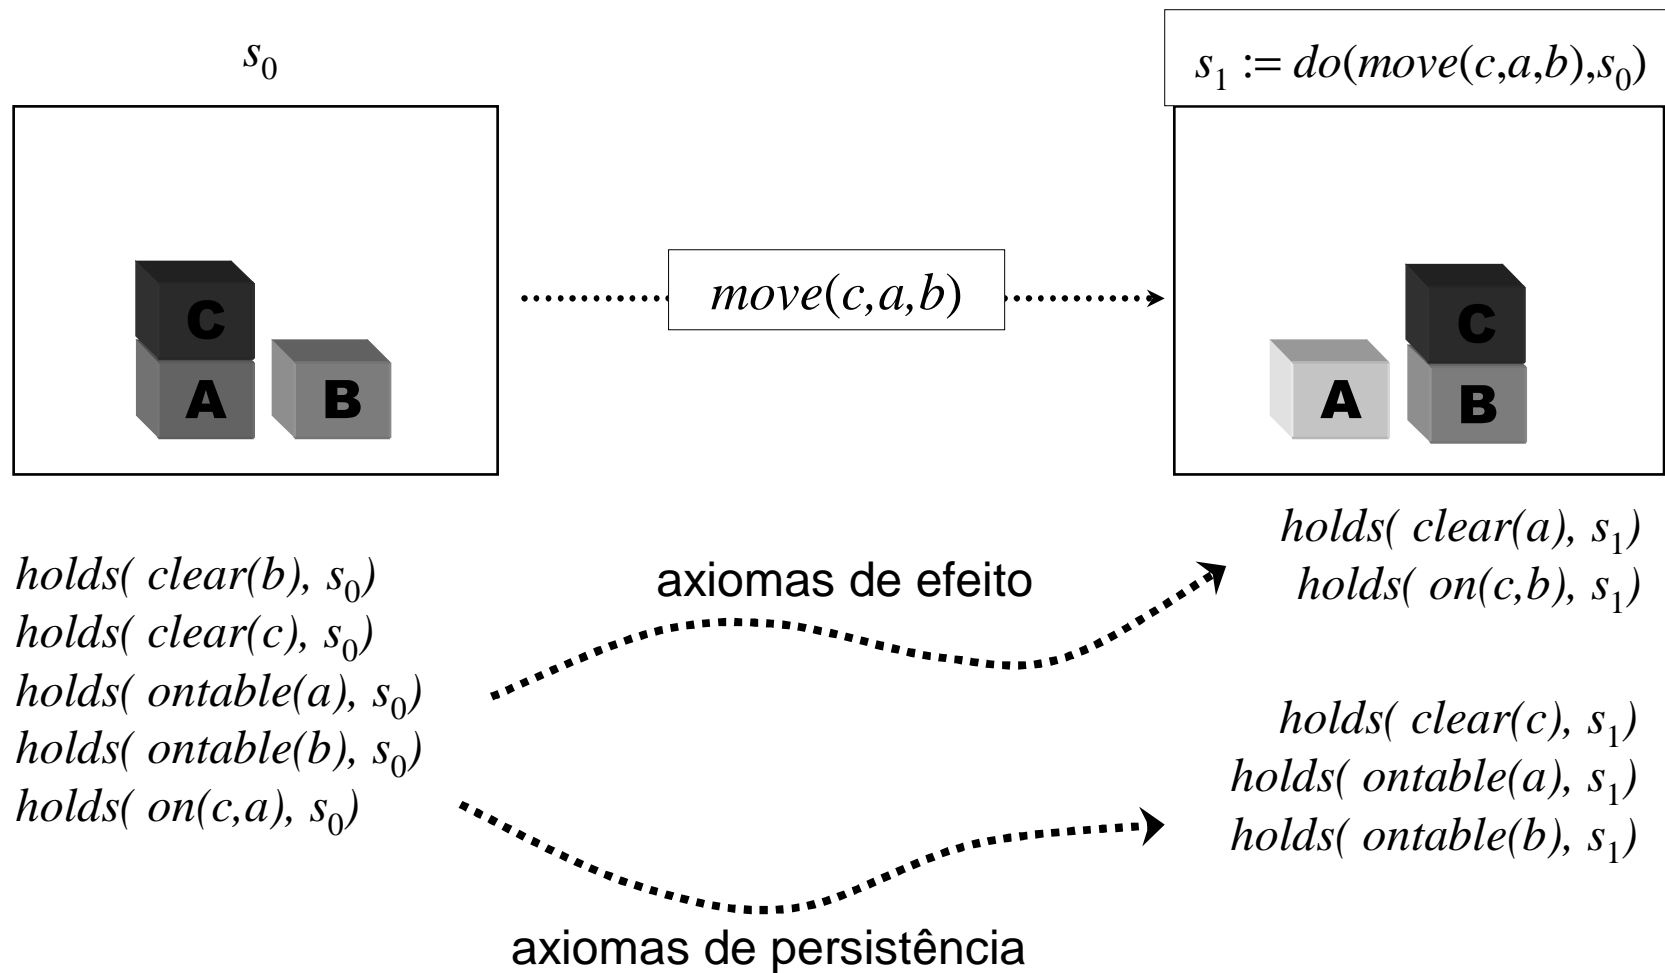 s₀
s₁ := do(move(c,a,b),s₀)
C
A
B
move(c,a,b)
C
A
B
holds( clear(b), s₀)
holds( clear(c), s₀)
holds( ontable(a), s₀)
holds( ontable(b), s₀)
holds( on(c,a), s₀)
axiomas de efeito
axiomas de persistência
holds( clear(a), s₁)
holds( on(c,b), s₁)
holds( clear(c), s₁)
holds( ontable(a), s₁)
holds( ontable(b), s₁)